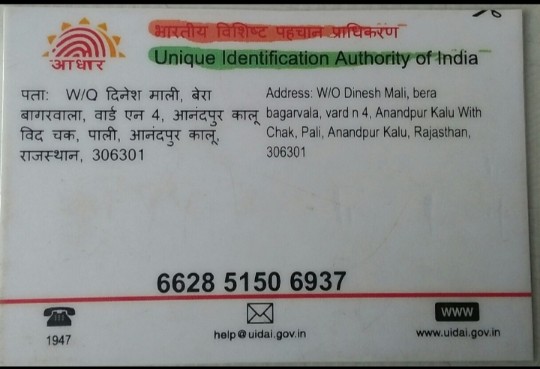 भारतीय विशिष्ट पहचान प्राधिकरण
Unique Identification Authority of India
आधार
पता: W/O दिनेश माली, बेरा
बागरवाला, वार्ड एन 4, आनंदपुर कालू
विद चक, पाली, आनंदपुर कालू,
राजस्थान, 306301
Address: W/O Dinesh Mali, bera
bagarvala, vard n 4, Anandpur Kalu With
Chak, Pali, Anandpur Kalu, Rajasthan,
306301
6628 5150 6937
1947
help@uidai.gov.in
www
www.uidai.gov.in